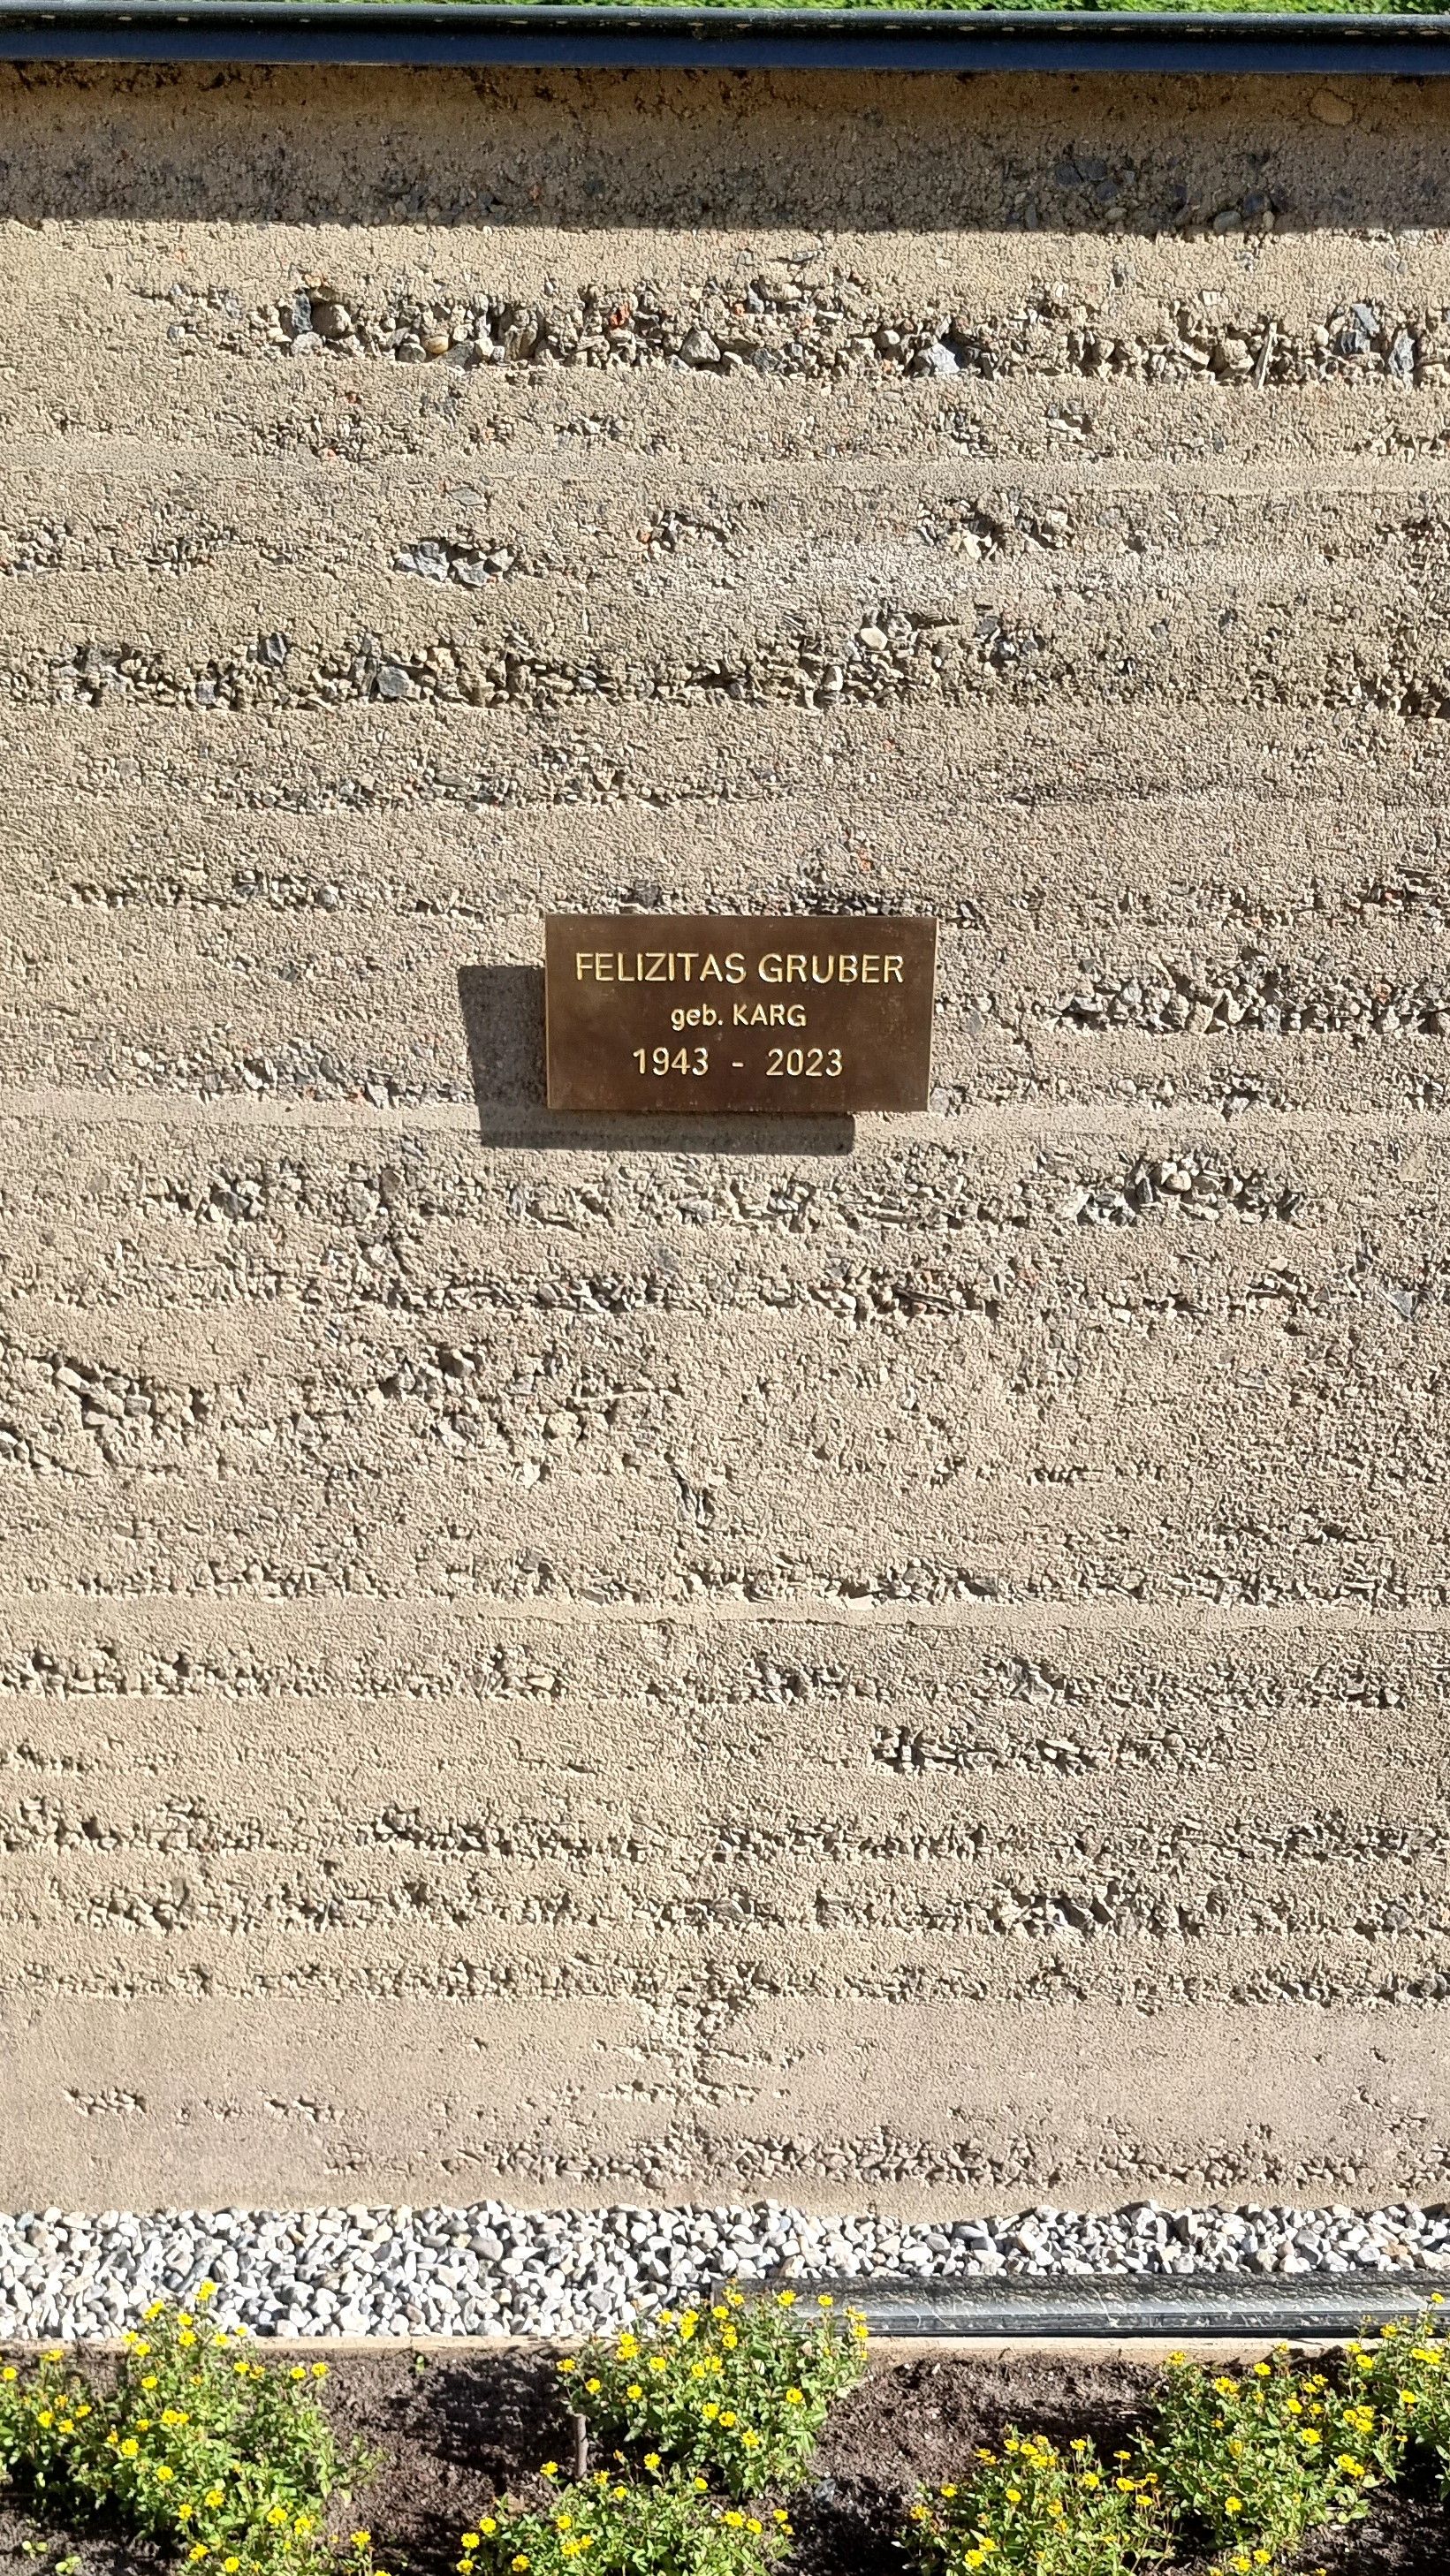 FELIZITAS GRUBER
geb. KARG
1943 - 2023